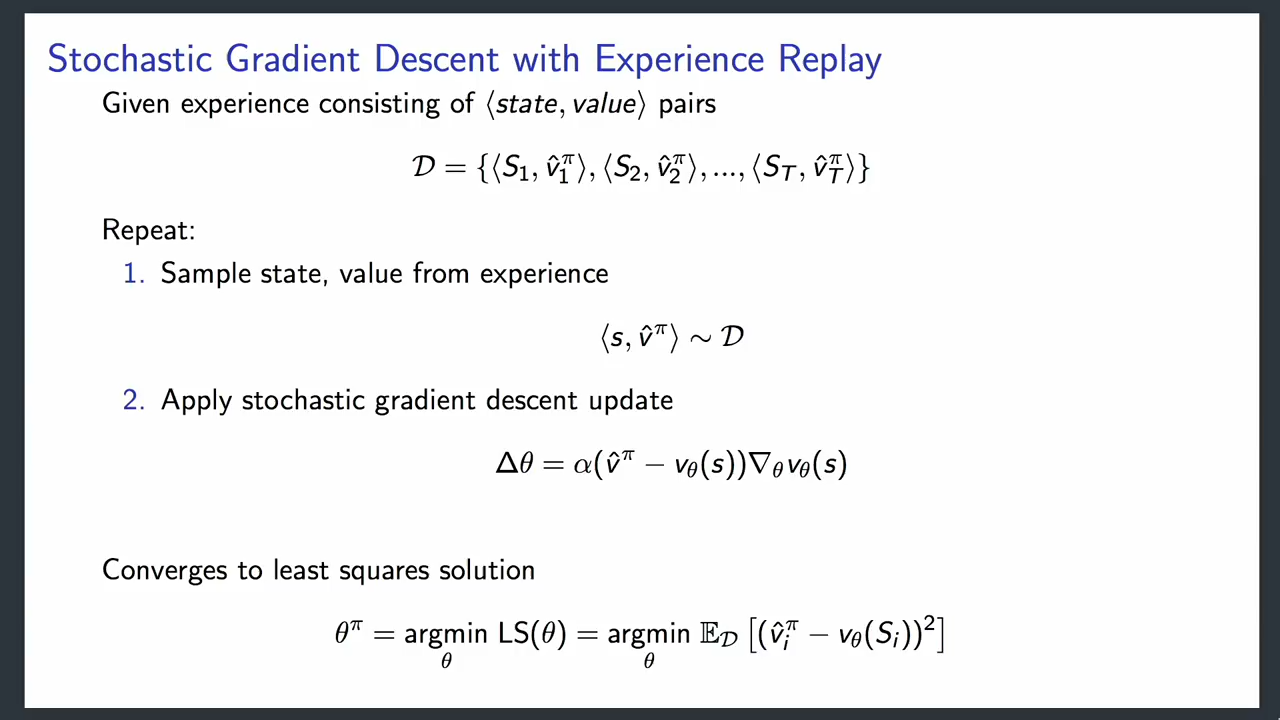 Stochastic Gradient Descent with Experience Replay
Given experience consisting of ⟨state, value⟩ pairs
𝒟 = {⟨S₁, v̂₁^π⟩, ⟨S₂, v̂₂^π⟩, ..., ⟨S_T, v̂_T^π⟩}
Repeat:
1. Sample state, value from experience
⟨s, v̂^π⟩ ∼ 𝒟
2. Apply stochastic gradient descent update
Δθ = α(v̂^π − v_θ(s))∇_θ v_θ(s)
Converges to least squares solution
θ^π = argmin_θ LS(θ) = argmin_θ 𝔼_𝒟 [(v̂_i^π − v_θ(S_i))²]